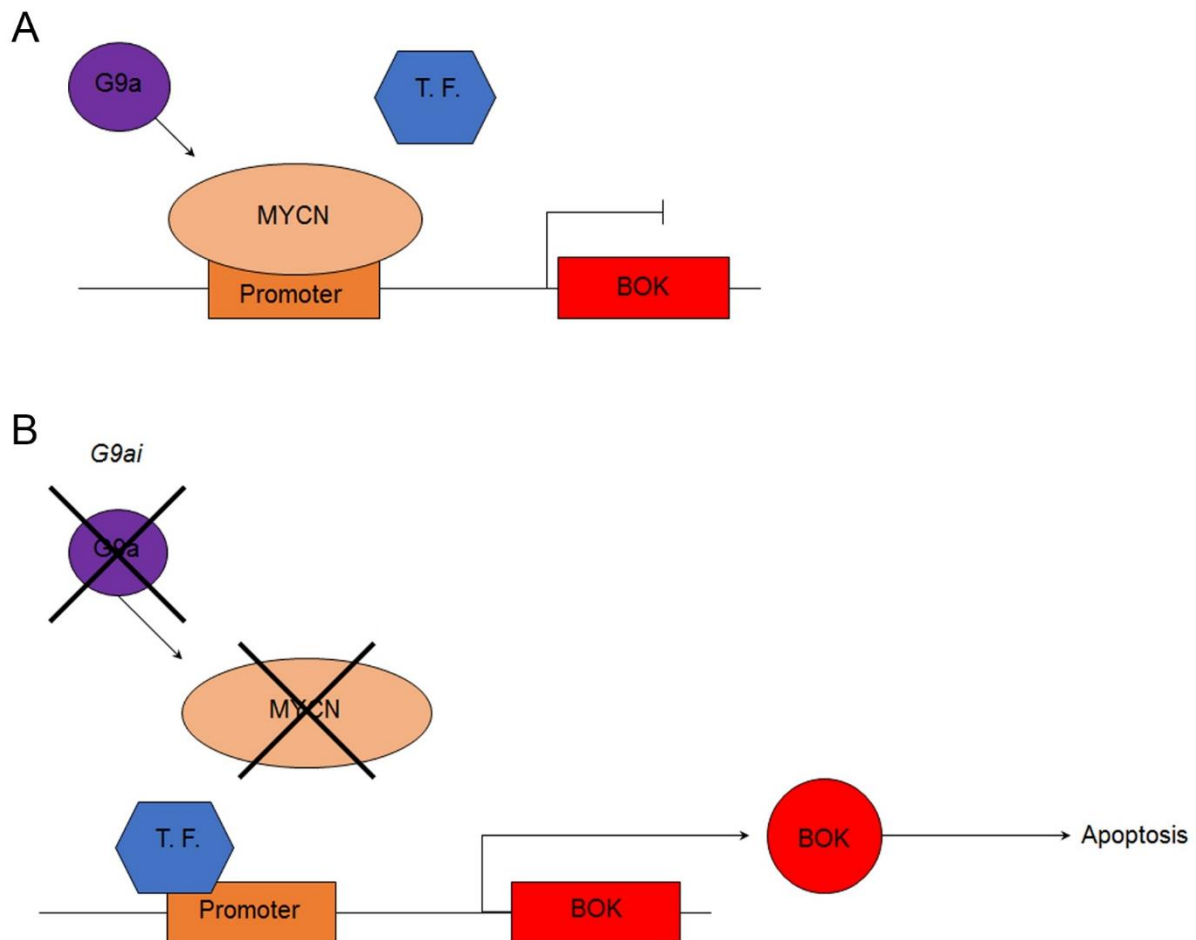 A
G9a
T. F.
MYCN
Promoter
BOK
B
G9ai
G9a
MYCN
T. F.
BOK
Apoptosis
Promoter
BOK